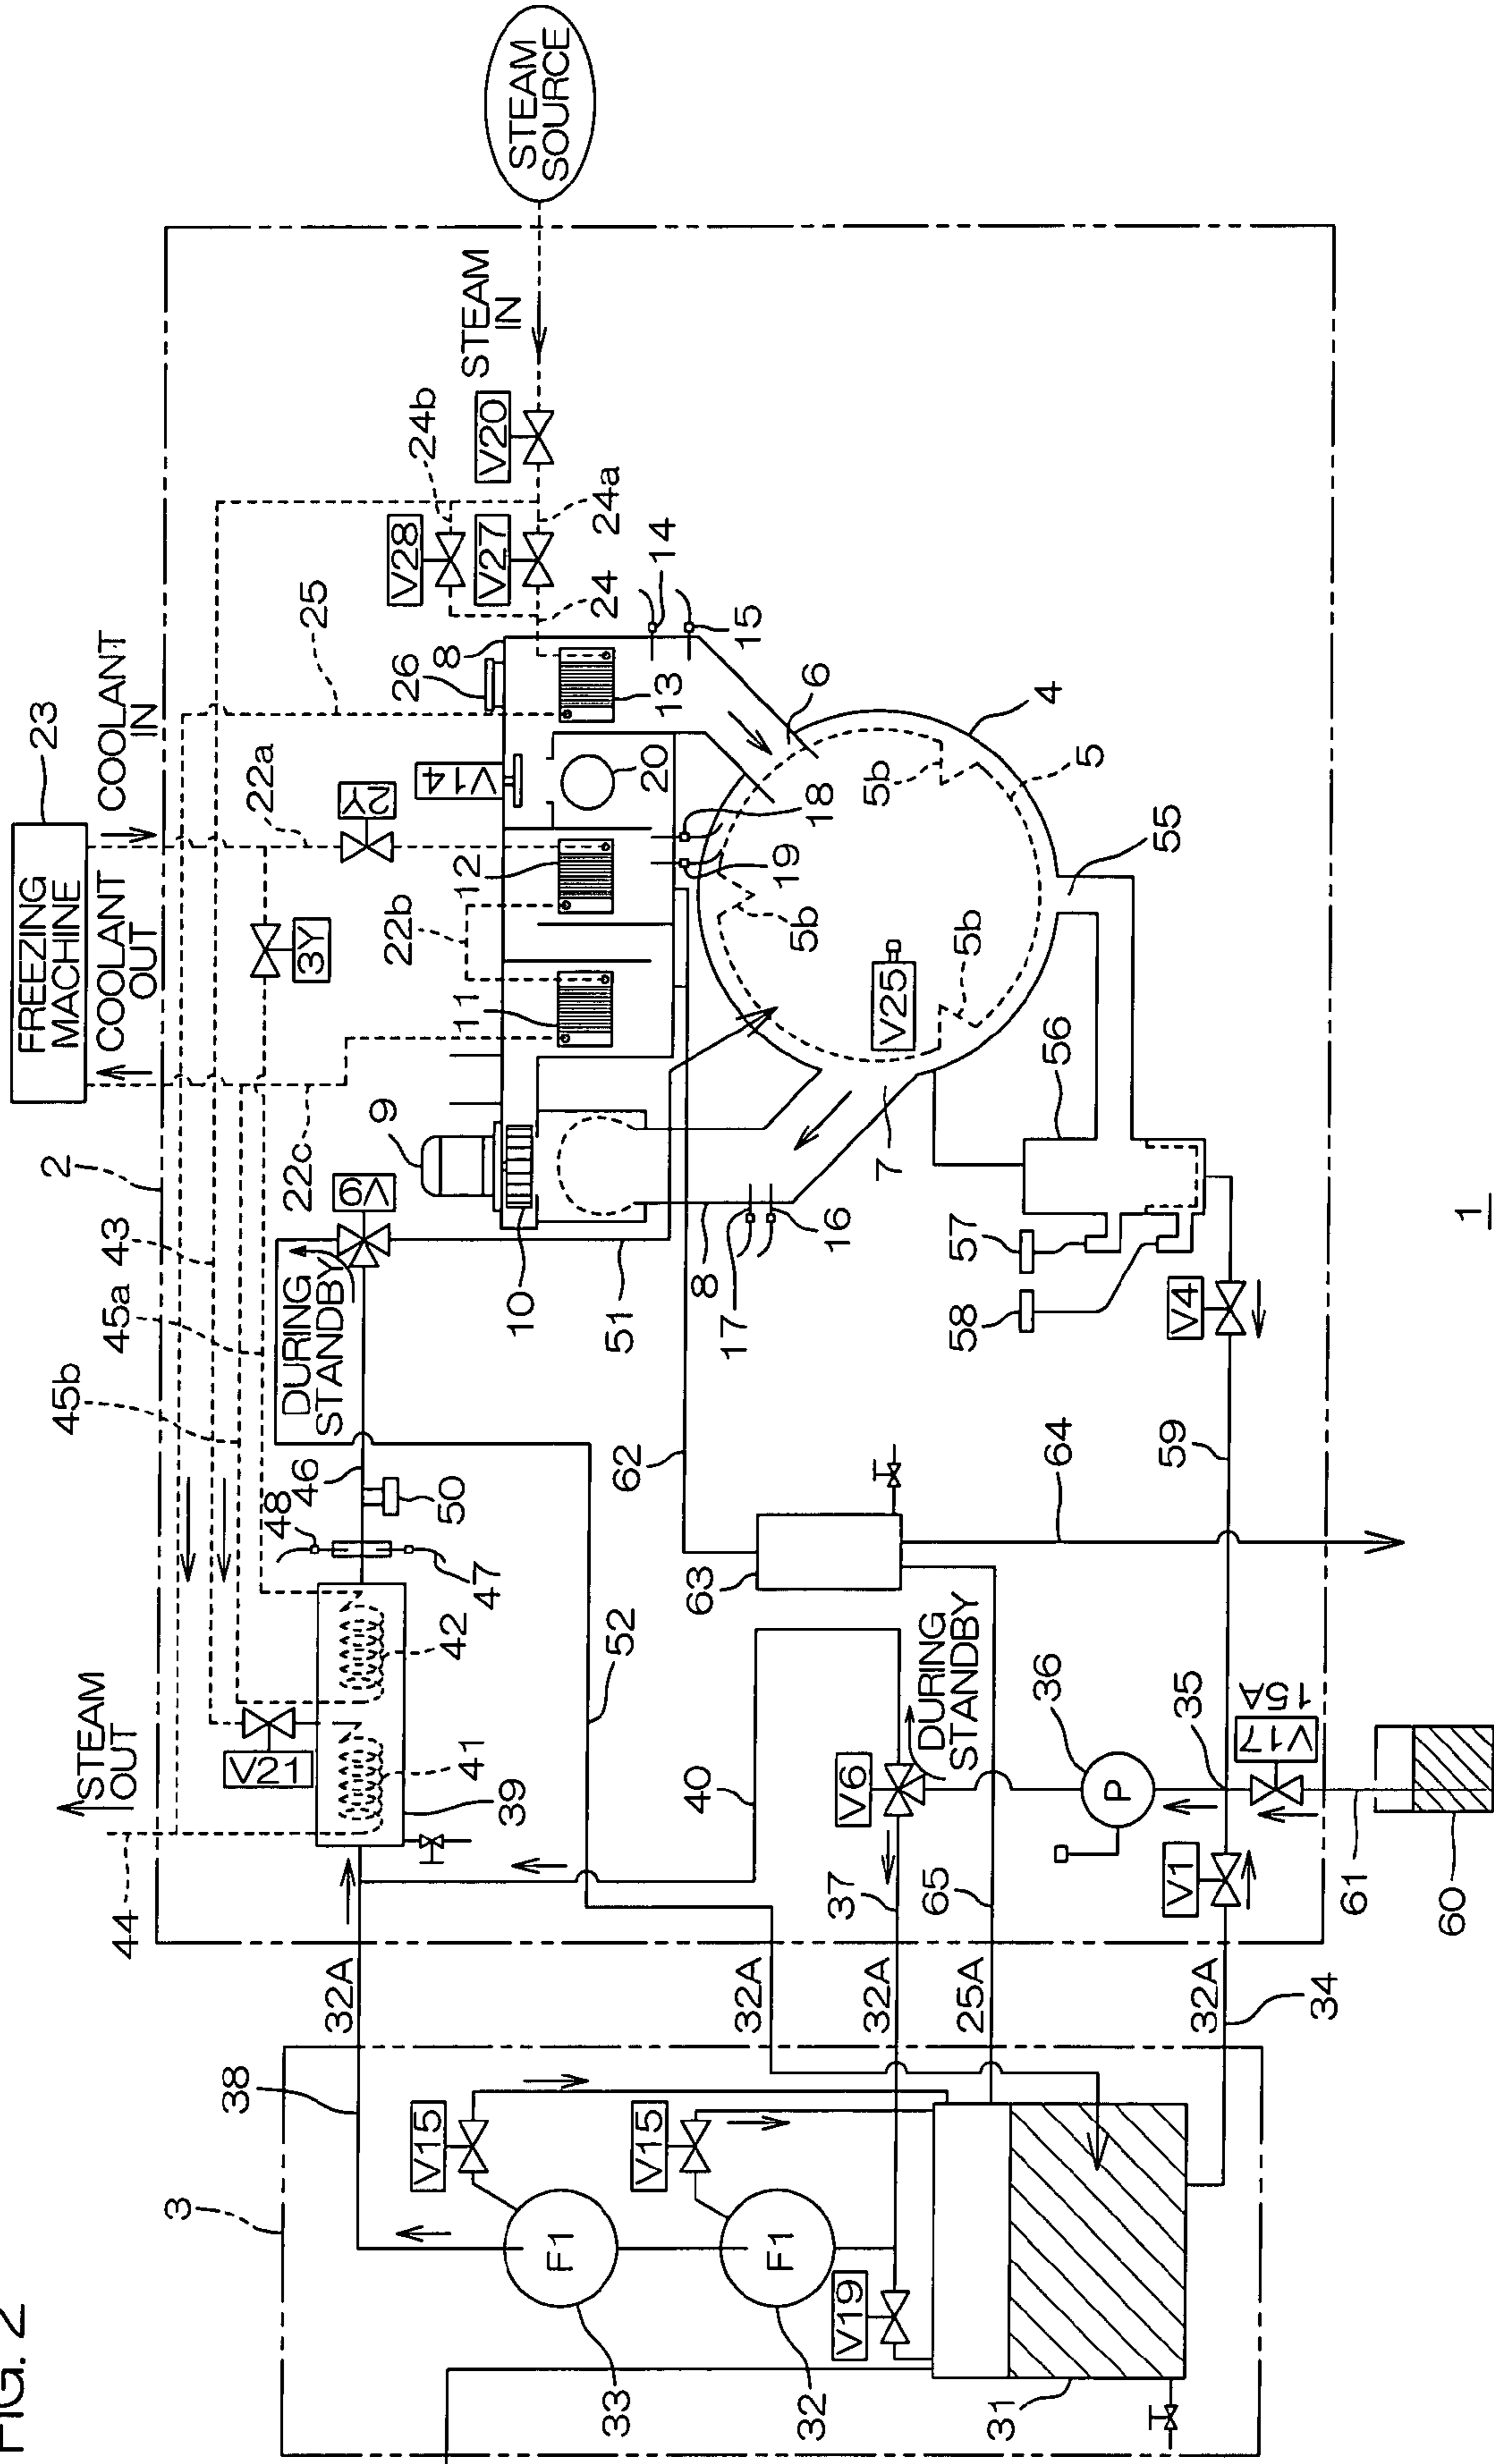 FIG. 2
FREEZING
MACHINE
23
COOLANT
OUT
COOLANT
IN
STEAM
SOURCE
STEAM
IN
V20
24b
24a
V28
V27
24
25
14
15
26
8
13
6
V14
20
22a
2Y
12
18
19
22b
3Y
11
22c
9
10
2
43
45a
45b
V9
DURING
STANDBY
51
8
17
16
7
4
5
5b
5b
5b
V25
55
56
57
58
V4
59
46
48
50
47
42
41
V21
39
STEAM
OUT
44
52
62
63
64
40
V6
DURING
STANDBY
36
P
35
V17
15A
V1
37
65
61
60
32A
32A
32A
25A
32A
34
38
3
V15
V15
F1
F1
V19
33
32
31
1